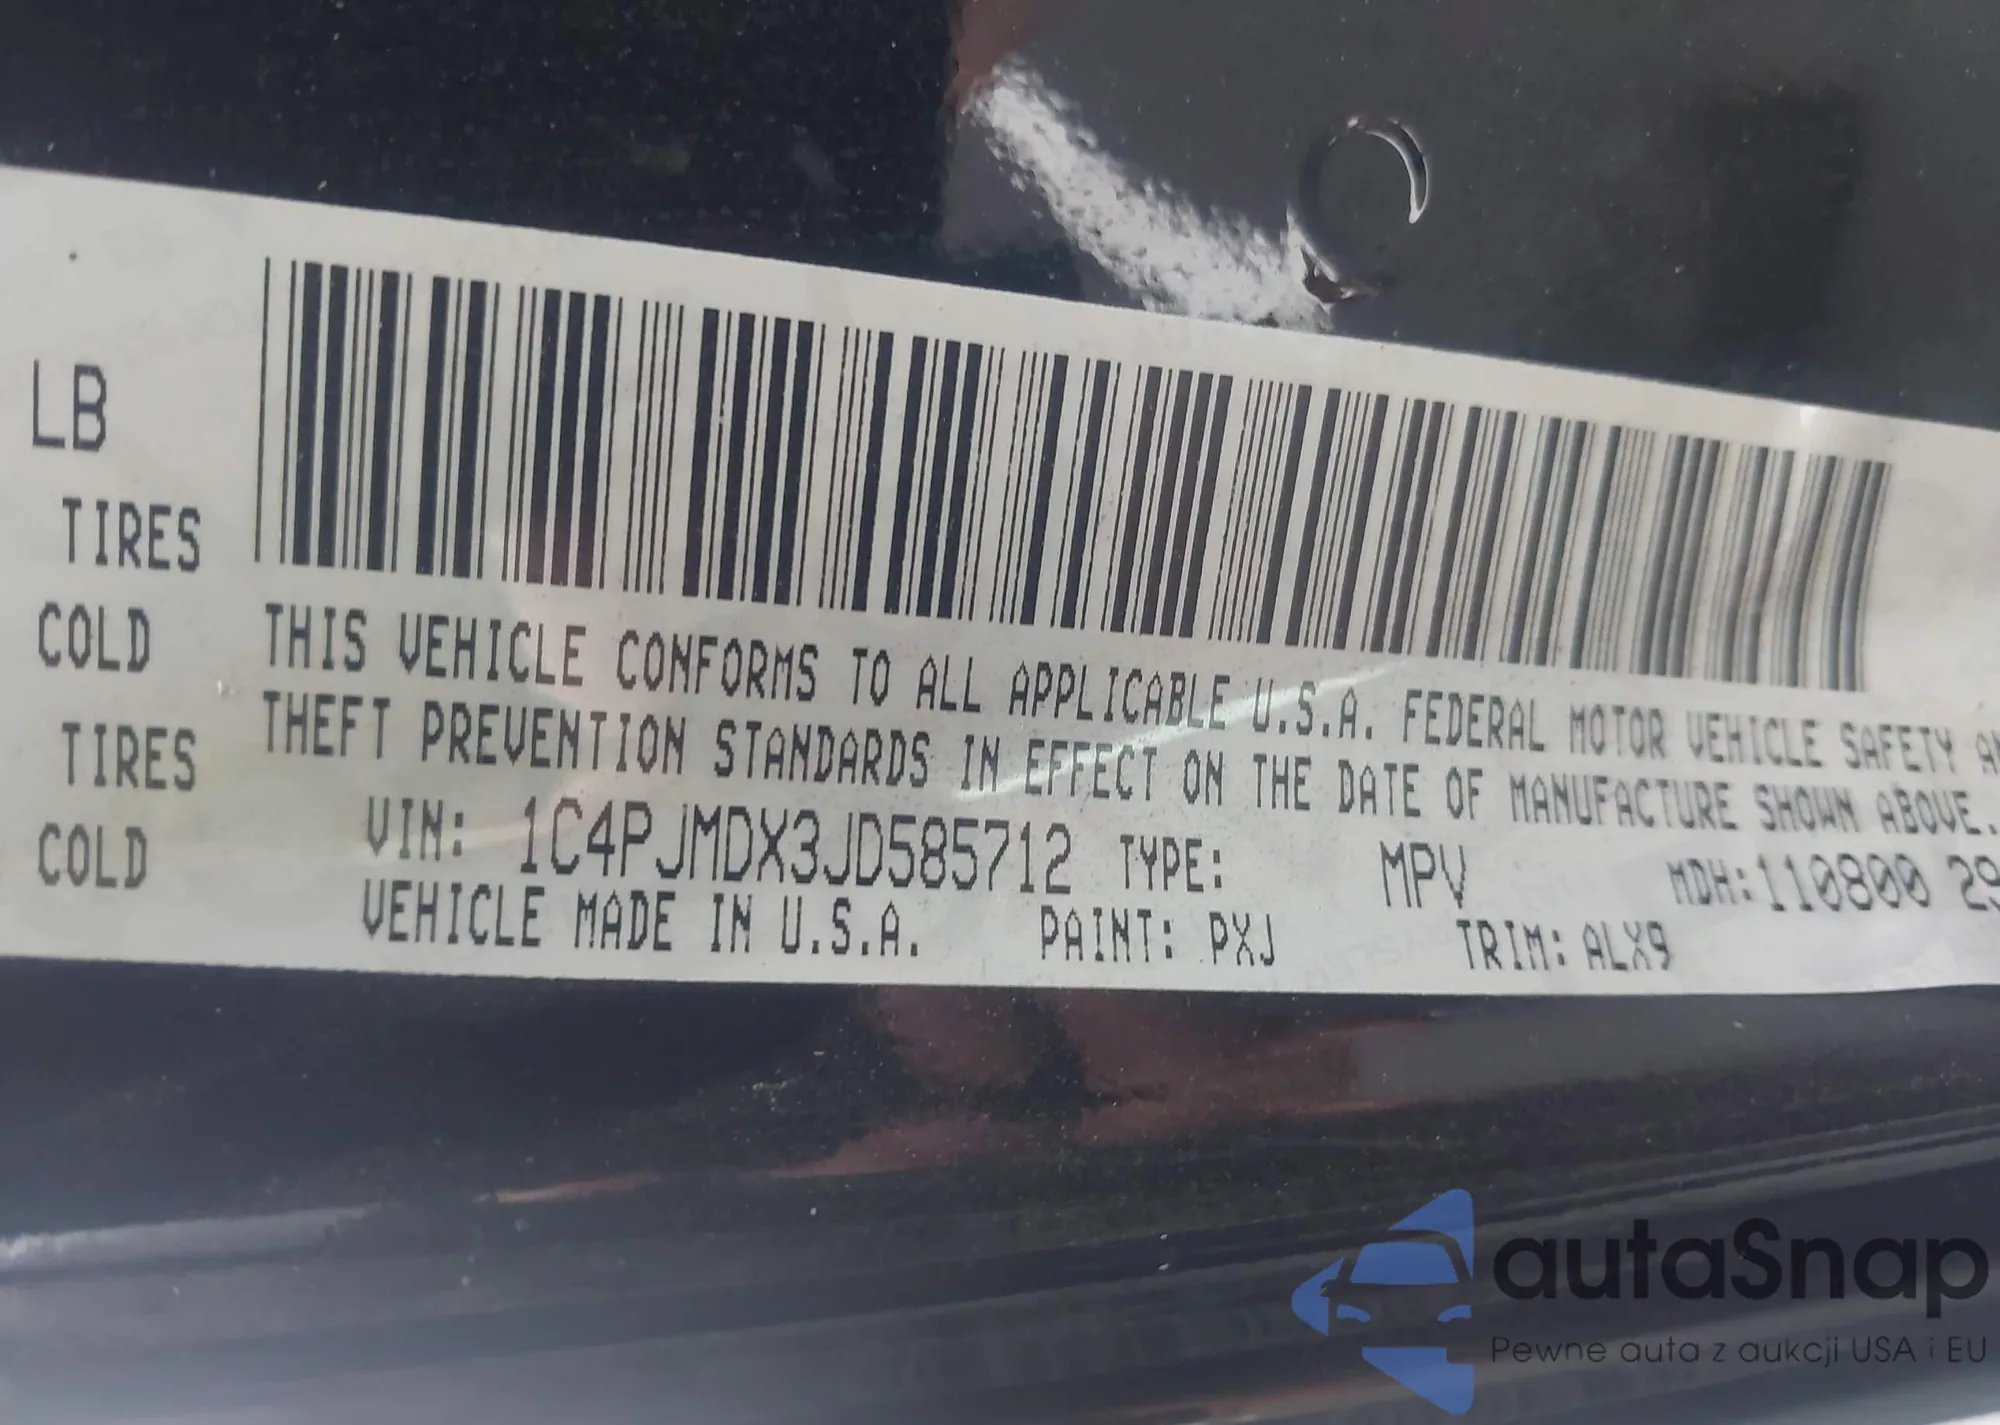 LB
TIRES
COLD
TIRES
COLD
THIS VEHICLE CONFORMS TO ALL APPLICABLE U.S.A. FEDERAL MOTOR VEHICLE SAFETY
THEFT PREVENTION STANDARDS IN EFFECT ON THE DATE OF MANUFACTURE SHOWN ABOVE.
VIN: 1C4PJMDX3JD585712 TYPE: MPV MDH:110800 29
VEHICLE MADE IN U.S.A. PAINT: PXJ TRIM: ALX9
autaSnap
Pewne auta z aukcji USA i EU